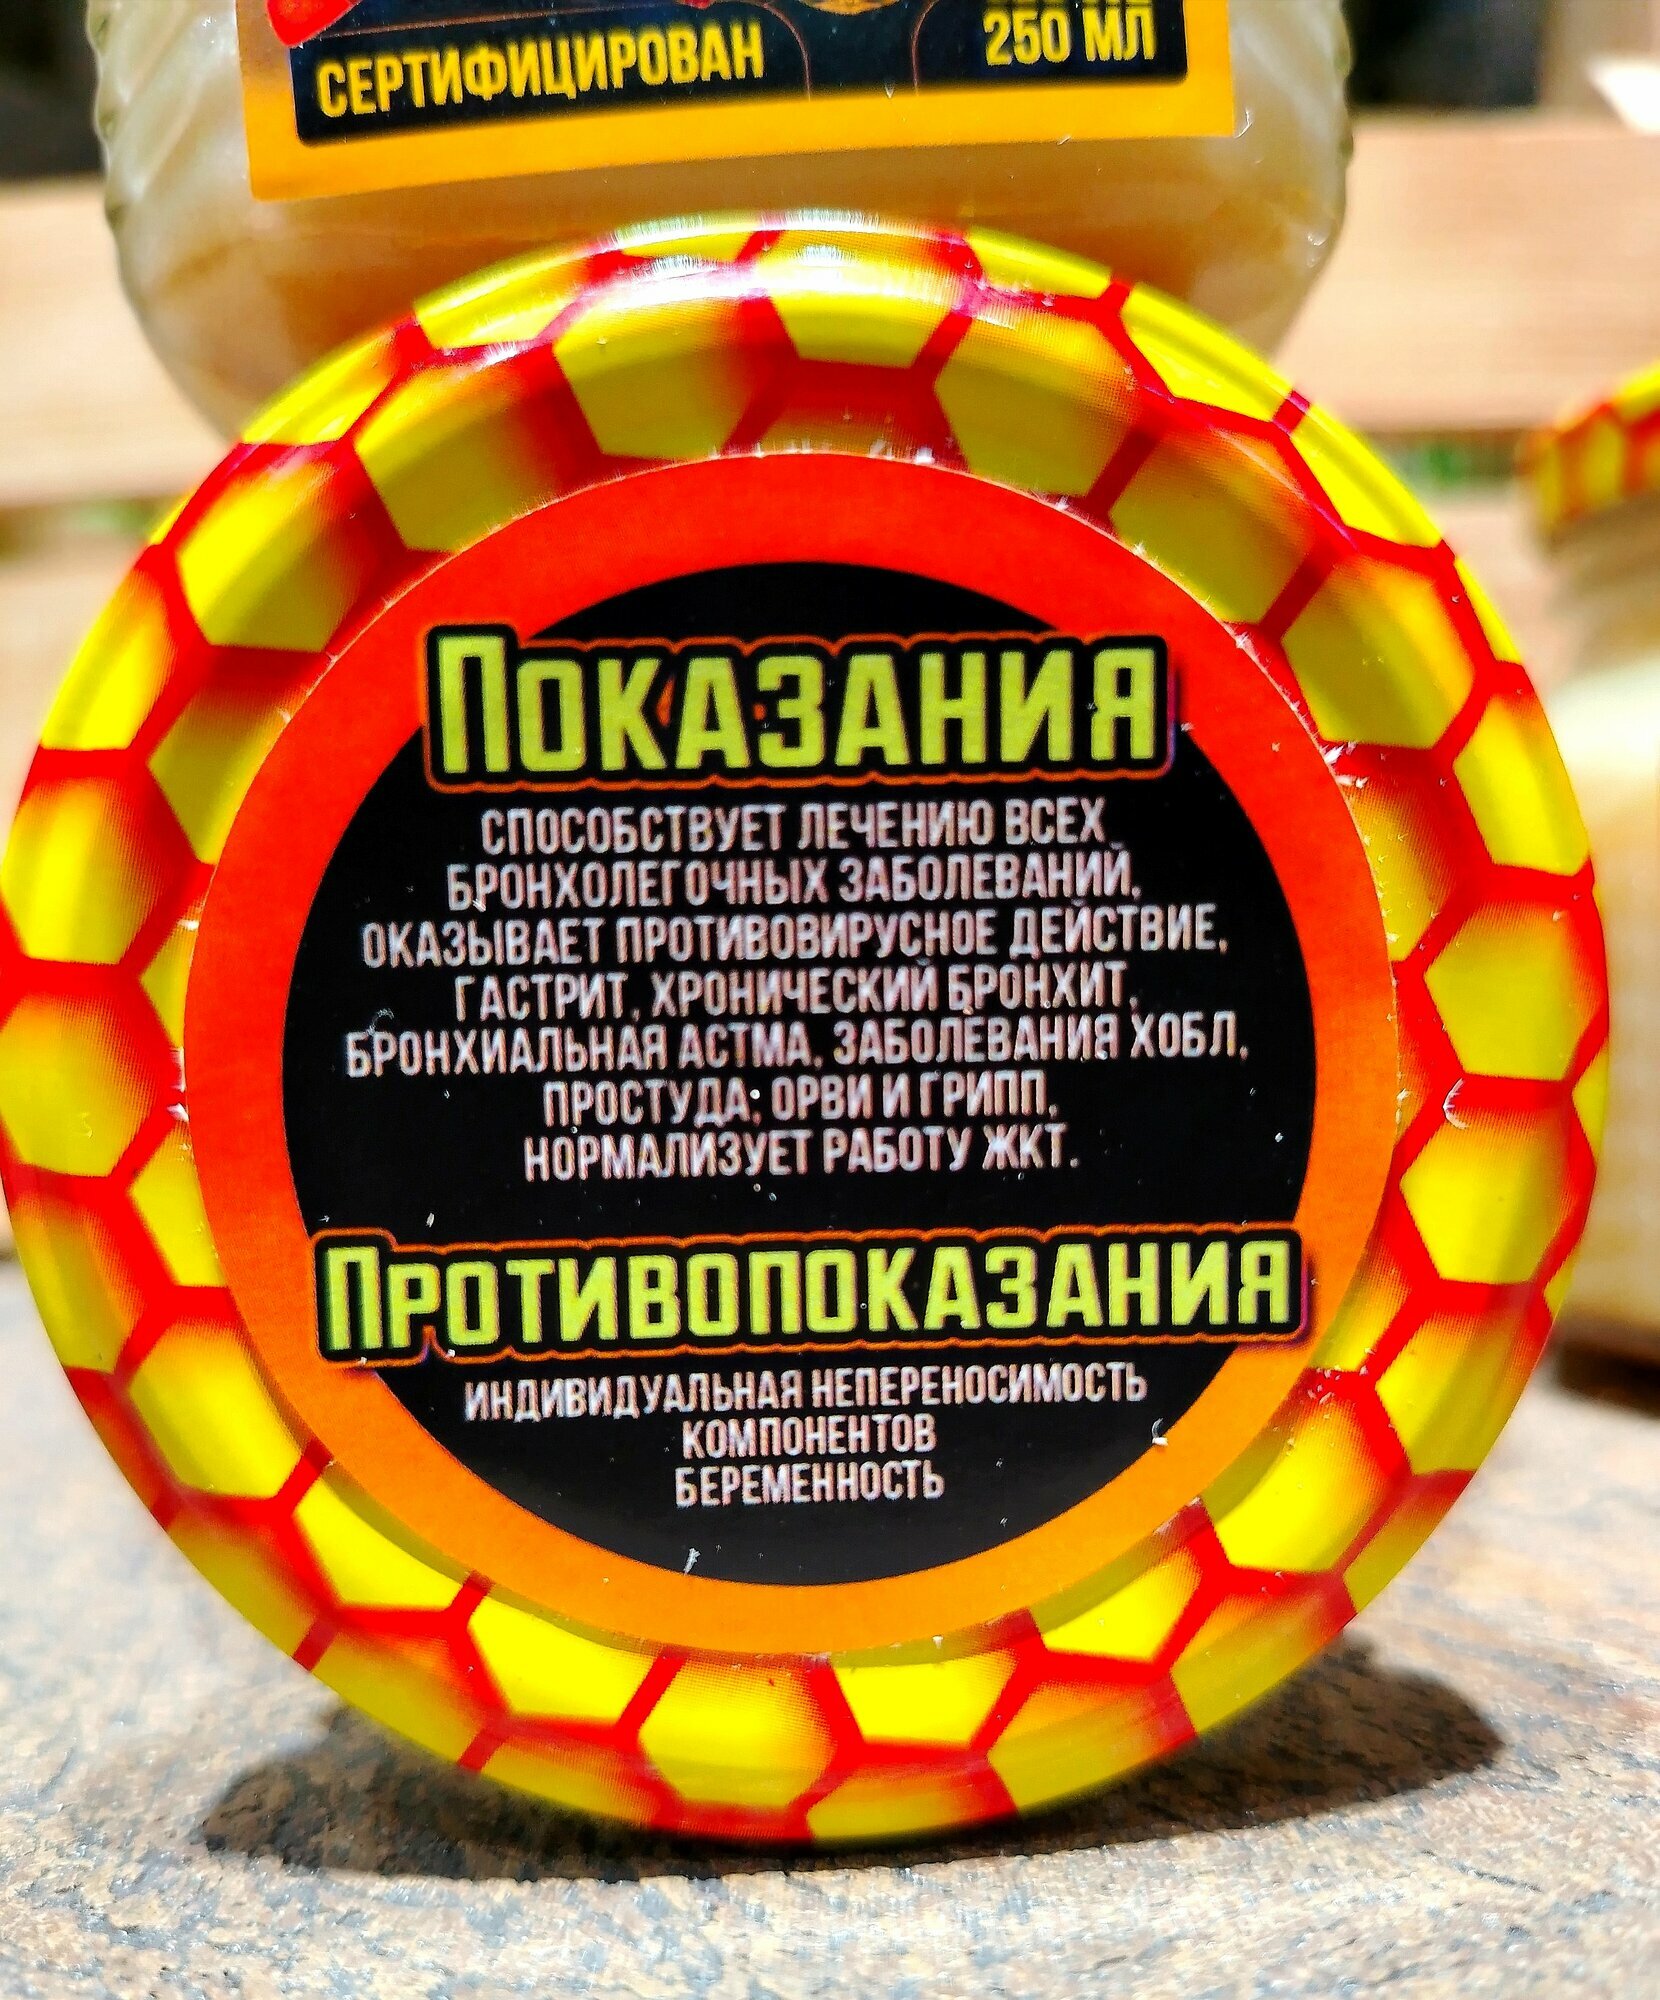 СЕРТИФИЦИРОВАН
250 МЛ
ПОКАЗАНИЯ
СПОСОБСТВУЕТ ЛЕЧЕНИЮ ВСЕХ
БРОНХОЛЕГОЧНЫХ ЗАБОЛЕВАНИЙ,
ОКАЗЫВАЕТ ПРОТИВОВИРУСНОЕ ДЕЙСТВИЕ,
ГАСТРИТ, ХРОНИЧЕСКИЙ БРОНХИТ,
БРОНХИАЛЬНАЯ АСТМА, ЗАБОЛЕВАНИЯ ХОБЛ,
ПРОСТУДА; ОРВИ И ГРИПП,
НОРМАЛИЗУЕТ РАБОТУ ЖКТ.
ПРОТИВОПОКАЗАНИЯ
ИНДИВИДУАЛЬНАЯ НЕПЕРЕНОСИМОСТЬ
КОМПОНЕНТОВ
БЕРЕМЕННОСТЬ